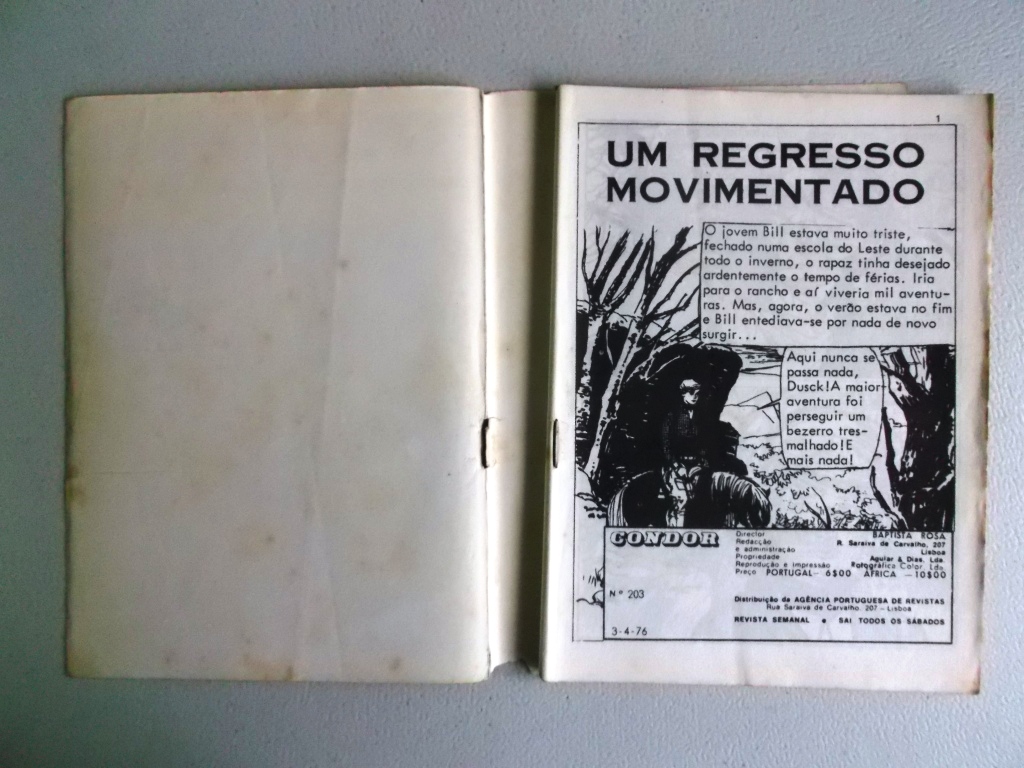 1
UM REGRESSO
MOVIMENTADO
O jovem Bill estava muito triste,
fechado numa escola do Leste durante
todo o inverno, o rapaz tinha desejado
ardentemente o tempo de férias. Iria
para o rancho e aí viveria mil aventu-
ras. Mas, agora, o verão estava no fim
e Bill entediava-se por nada de novo
surgir...
Aqui nunca se
passa nada,
Dusck!A maior
aventura foi
perseguir um
bezerro tres-
malhado!E
mais nada!
CONDOR
Nº 203
3-4-76
Director BAPTISTA ROSA
Redacção R. Saraiva de Carvalho, 207
e administração Lisboa
Propriedade Aguiar & Dias, Lda.
Reprodução e impressão Fotográfica Color, Lda.
Preço PORTUGAL- 6$00 AFRICA -10$00
Distribuição da AGÊNCIA PORTUGUESA DE REVISTAS
Rua Saraiva de Carvalho, 207 - Lisboa
REVISTA SEMANAL • SAI TODOS OS SÁBADOS